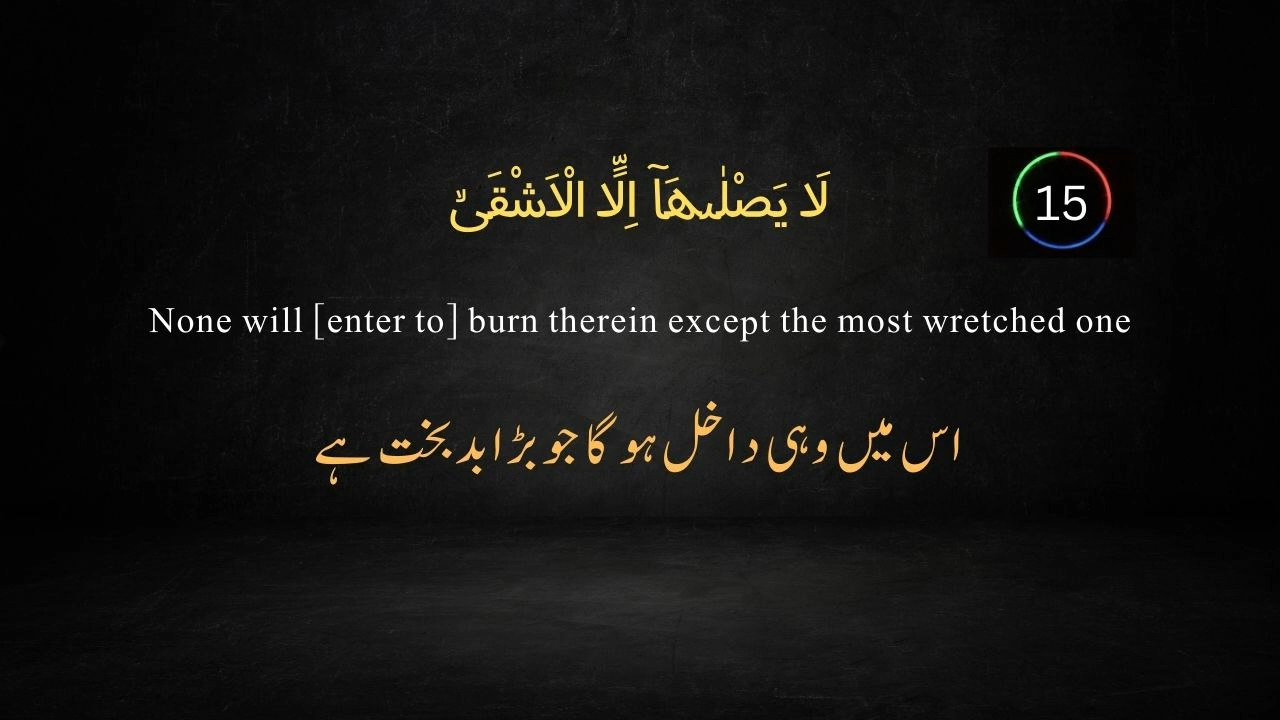 لَا يَصْلٰىهَاۤ اِلَّا الْاَشْقَىۙ
15
None will [enter to] burn therein except the most wretched one
اس میں وہی داخل ہو گا جو بڑا بدبخت ہے